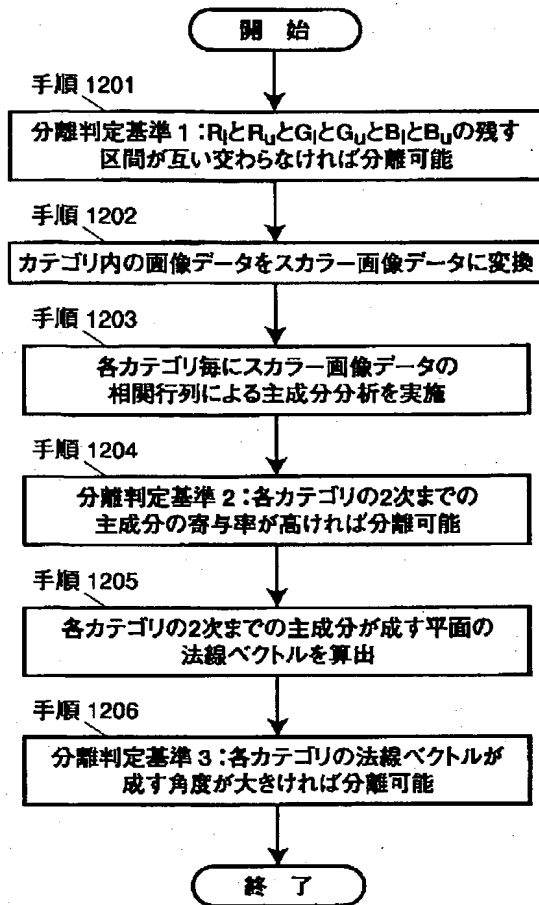 開 始
手順 1201
分離判定基準1:RlとRuとGlとGuとBlとBuの残す
区間が互い交わらなければ分離可能
手順 1202
カテゴリ内の画像データをスカラー画像データに変換
手順 1203
各カテゴリ毎にスカラー画像データの
相関行列による主成分分析を実施
手順 1204
分離判定基準2:各カテゴリの2次までの
主成分の寄与率が高ければ分離可能
手順 1205
各カテゴリの2次までの主成分が成す平面の
法線ベクトルを算出
手順 1206
分離判定基準3:各カテゴリの法線ベクトルが
成す角度が大きければ分離可能
終 了